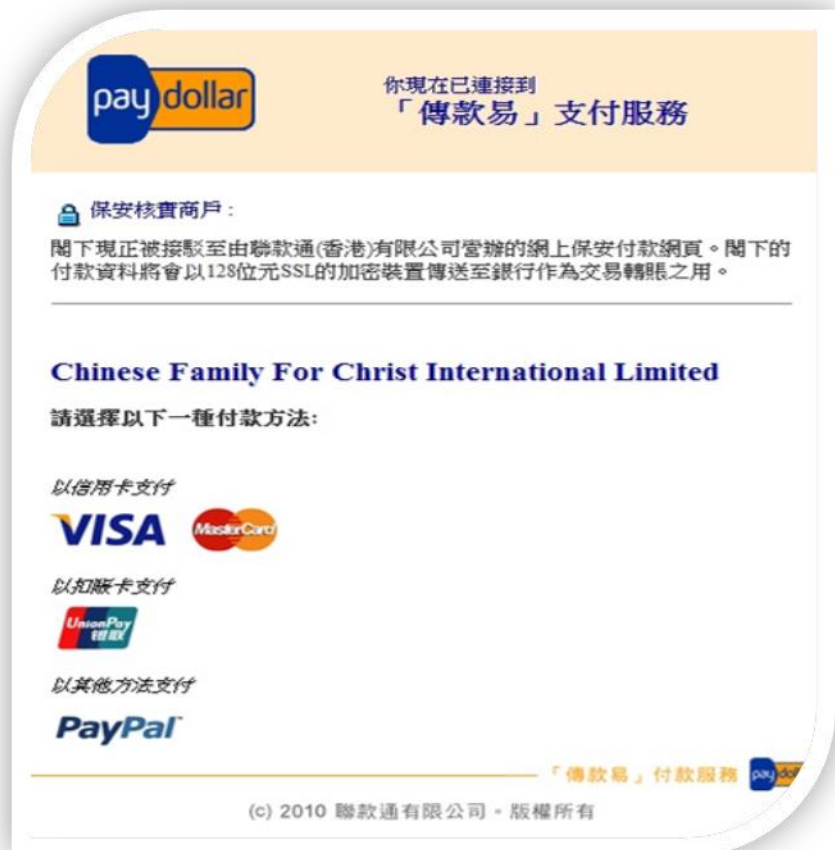 pay dollar
你現在已連接到
「傳款易」支付服務
保安核實商戶：
閣下現正被接駁至由聯款通(香港)有限公司營辦的網上保安付款網頁。閣下的
付款資料將會以128位元SSL的加密裝置傳送至銀行作為交易轉賬之用。
Chinese Family For Christ International Limited
請選擇以下一種付款方法:
以信用卡支付
VISA MasterCard
以扣賬卡支付
UnionPay
银联
以其他方法支付
PayPal
「傳款易」付款服務 pay dol
(c) 2010 聯款通有限公司。版權所有